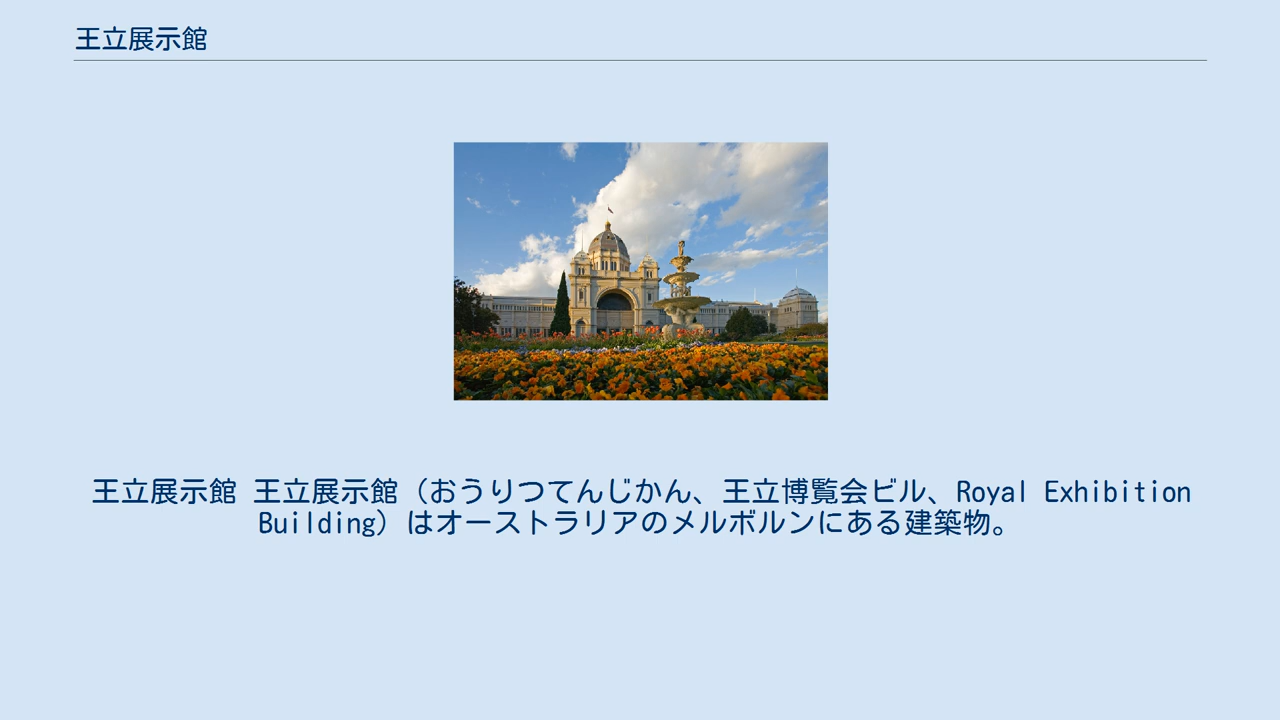 王立展示館
王立展示館 王立展示館（おうりつてんじかん、王立博覧会ビル、Royal Exhibition
Building）はオーストラリアのメルボルンにある建築物。